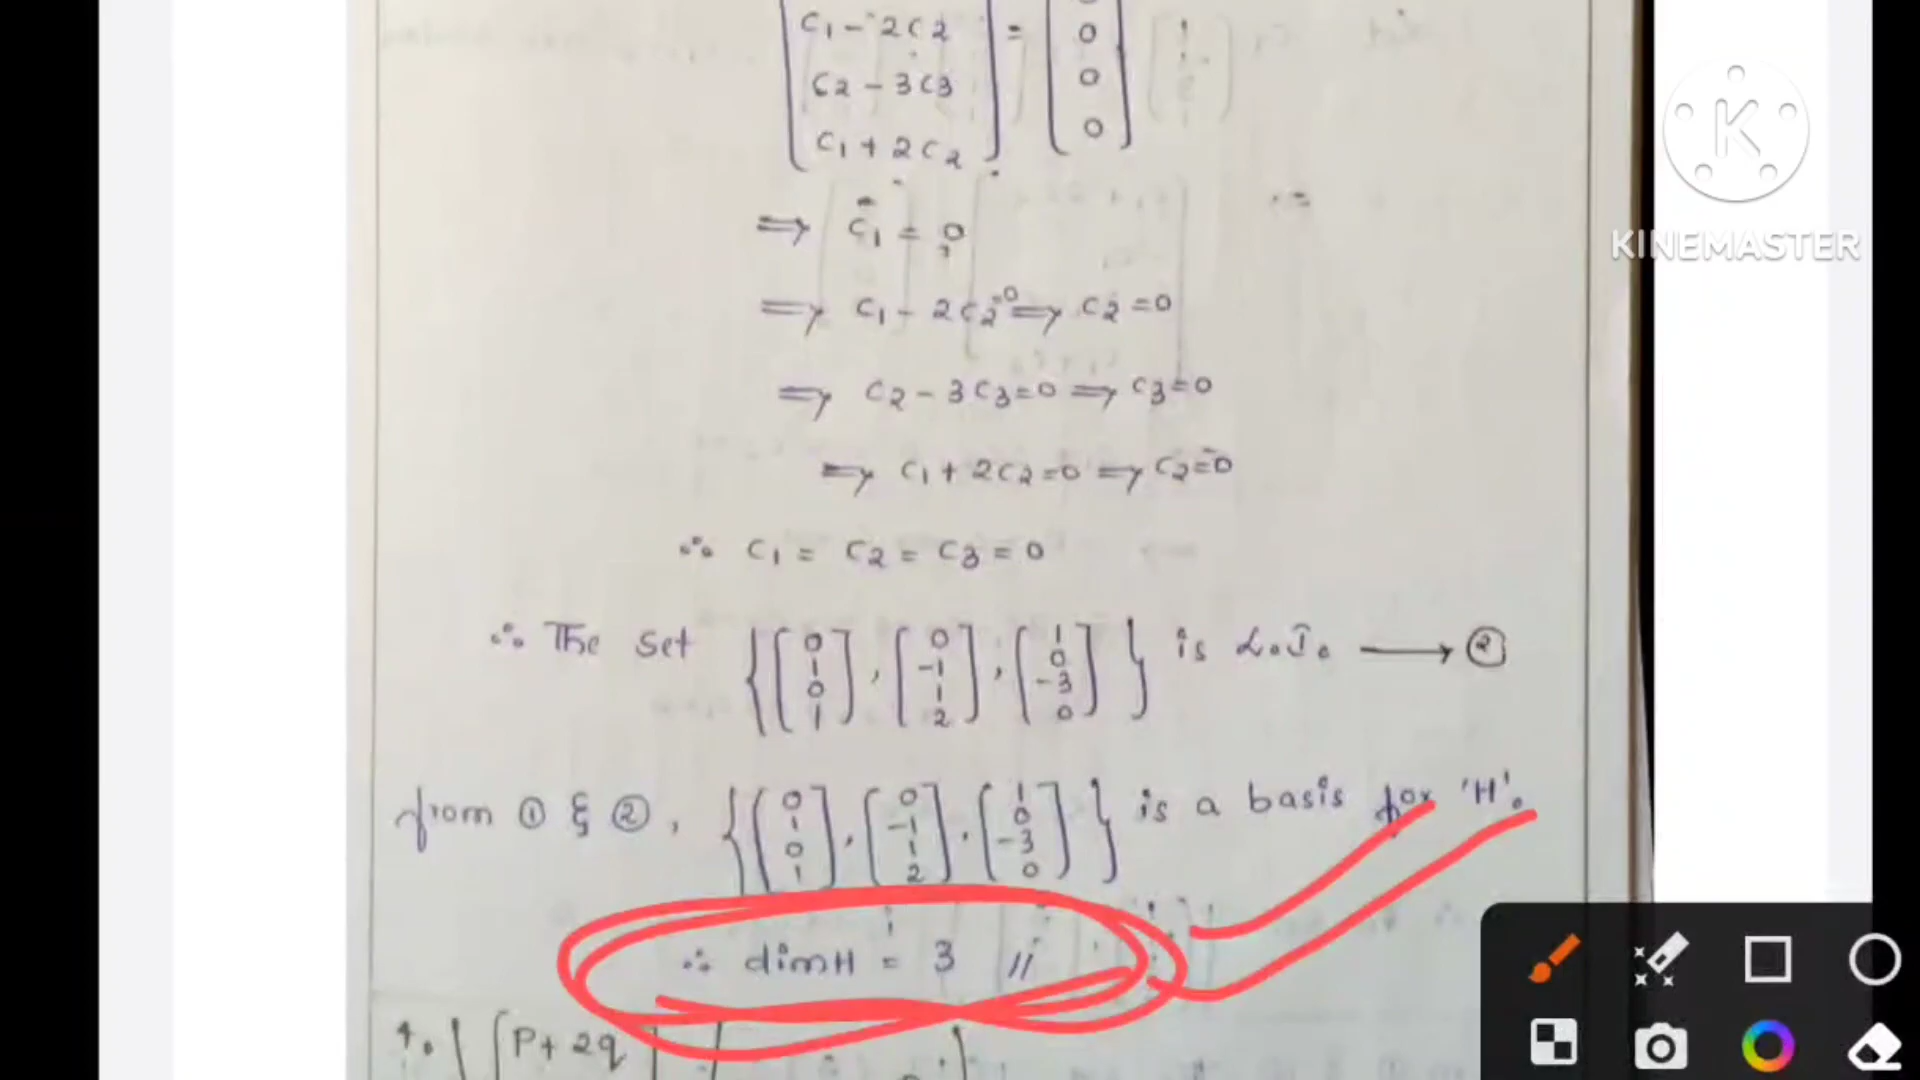 C1 - 2C2
C2 - 3C3
C1 + 2C2
=
0
0
0
KINEMASTER
⇒ C1 = 0
⇒ C1 - 2C2=0 ⇒ C2=0
⇒ C2 - 3C3=0 ⇒ C3=0
⇒ C1 + 2C2=0 ⇒ C2=0
∴ C1 = C2 = C3 = 0
∴ The set { [0 1 0 1], [0 -1 1 2], [1 0 -3 0] } is L.I. → ②
from ① & ②, { [0 1 0 1], [0 -1 1 2], [1 0 -3 0] } is a basis for 'H'.
∴ dimH = 3 //
4. { [P+2q